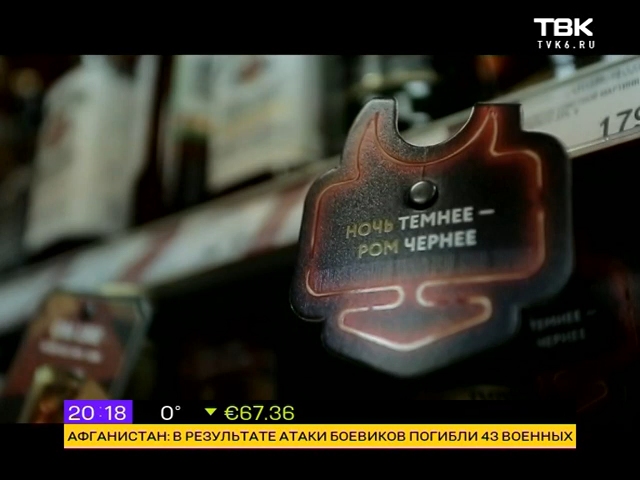 ТВК
TVK6.RU
179
НОЧЬ ТЕМНЕЕ —
РОМ ЧЕРНЕЕ
ТЕМНЕЕ —
ЧЕРНЕЕ
20:18 0° €67.36
АФГАНИСТАН: В РЕЗУЛЬТАТЕ АТАКИ БОЕВИКОВ ПОГИБЛИ 43 ВОЕННЫХ